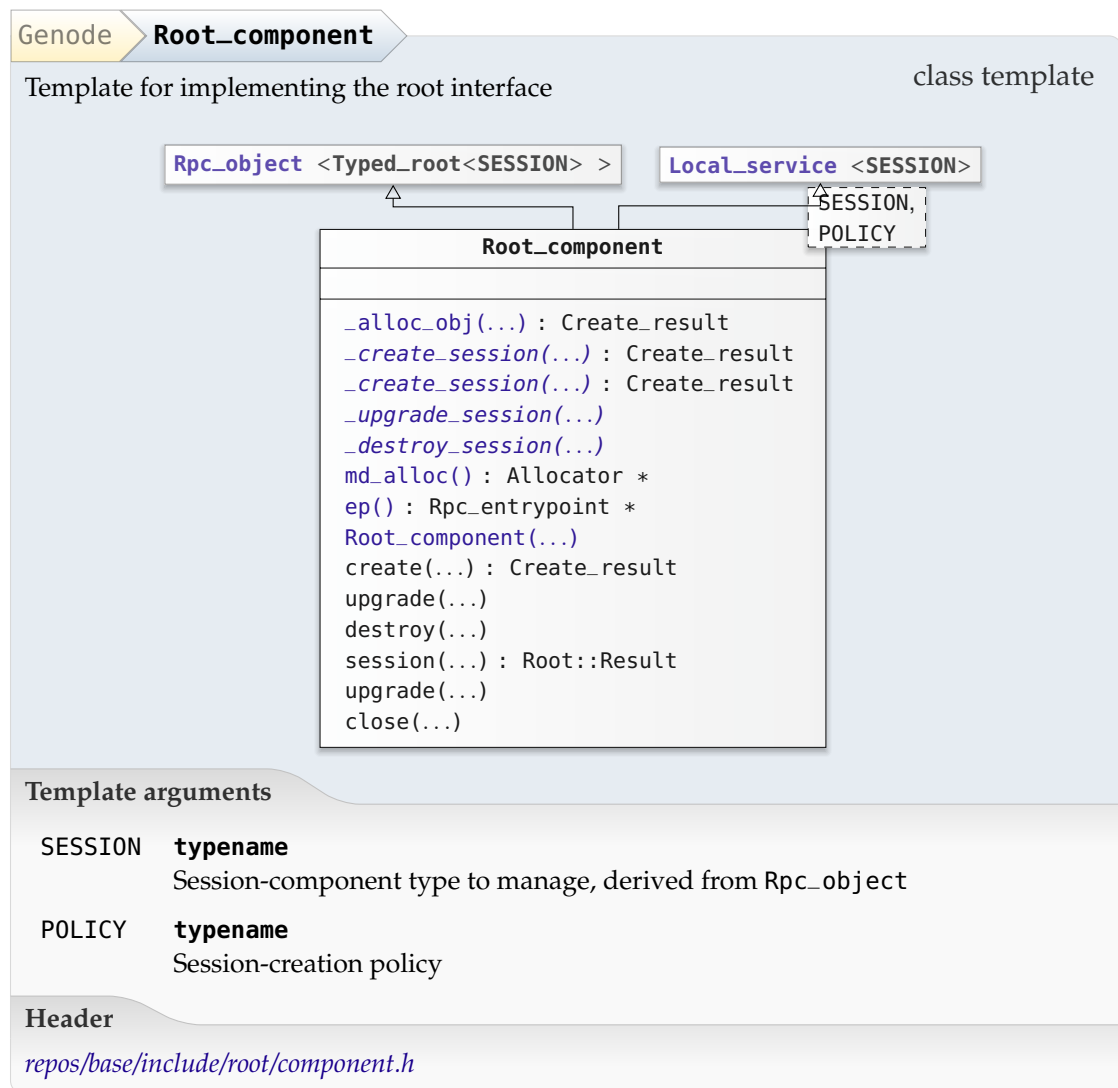 Genode Root_component
class template
Template for implementing the root interface
Rpc_object <Typed_root<SESSION> >
Local_service <SESSION>
SESSION,
POLICY
Root_component
_alloc_obj(...) : Create_result
_create_session(...) : Create_result
_create_session(...) : Create_result
_upgrade_session(...)
_destroy_session(...)
md_alloc() : Allocator *
ep() : Rpc_entrypoint *
Root_component(...)
create(...) : Create_result
upgrade(...)
destroy(...)
session(...) : Root::Result
upgrade(...)
close(...)
Template arguments
SESSION typename
Session-component type to manage, derived from Rpc_object
POLICY typename
Session-creation policy
Header
repos/base/include/root/component.h